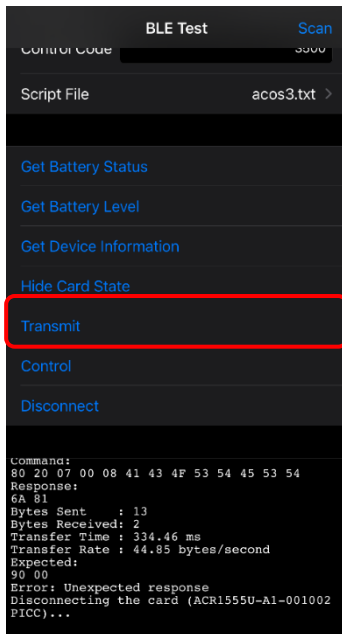 BLE Test
Scan
Control Code
3500
Script File
acos3.txt
Get Battery Status
Get Battery Level
Get Device Information
Hide Card State
Transmit
Control
Disconnect
Command:
80 20 07 00 08 41 43 4F 53 54 45 53 54
Response:
6A 81
Bytes Sent    : 13
Bytes Received: 2
Transfer Time : 334.46 ms
Transfer Rate : 44.85 bytes/second
Expected:
90 00
Error: Unexpected response
Disconnecting the card (ACR1555U-A1-001002
PICC)...